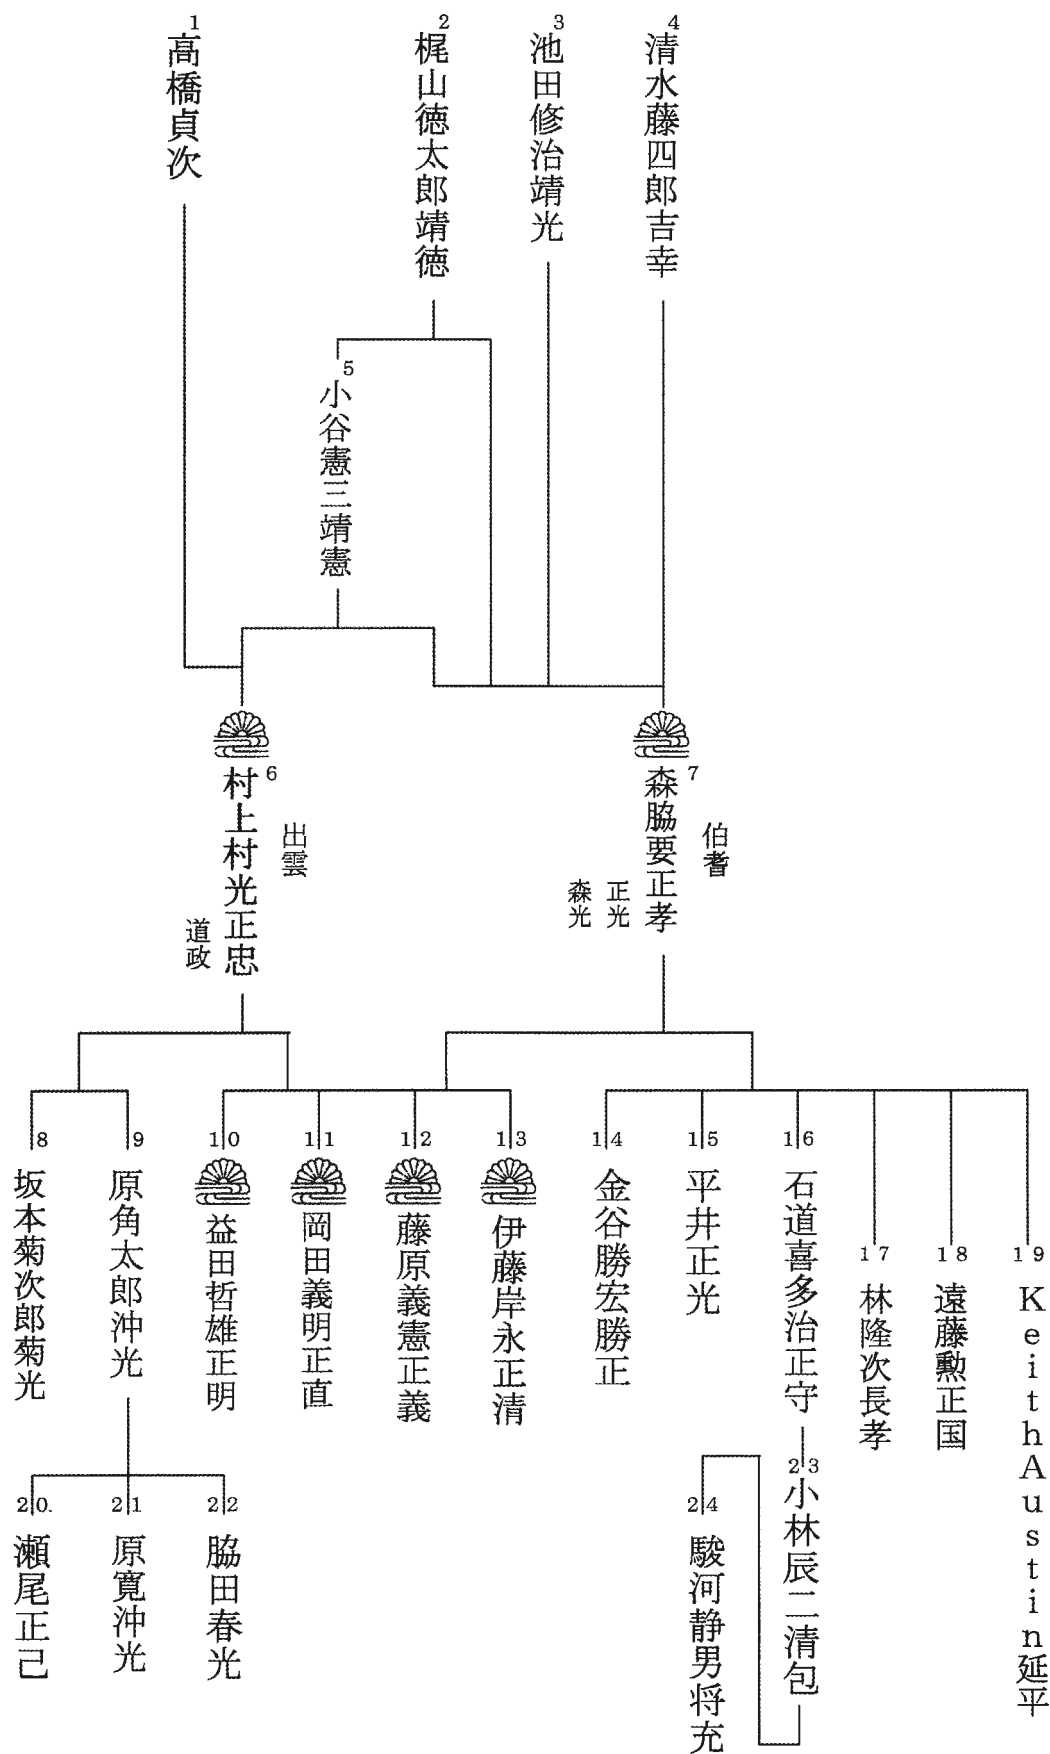 1
高橋貞次
2
梶山徳太郎靖徳
3
池田修治靖光
4
清水藤四郎吉幸
5
小谷憲三靖憲
6
村上村光正忠
出雲
道政
7
森脇要正孝
伯耆
正光
森光
8
坂本菊次郎菊光
9
原角太郎沖光
10
益田哲雄正明
11
岡田義明正直
12
藤原義憲正義
13
伊藤岸永正清
14
金谷勝宏勝正
15
平井正光
16
石道喜多治正守
17
林隆次長孝
18
遠藤勲正国
19
KeithAustin延平
20.
瀬尾正己
21
原寛沖光
22
脇田春光
23
小林辰二清包
24
駿河静男将充